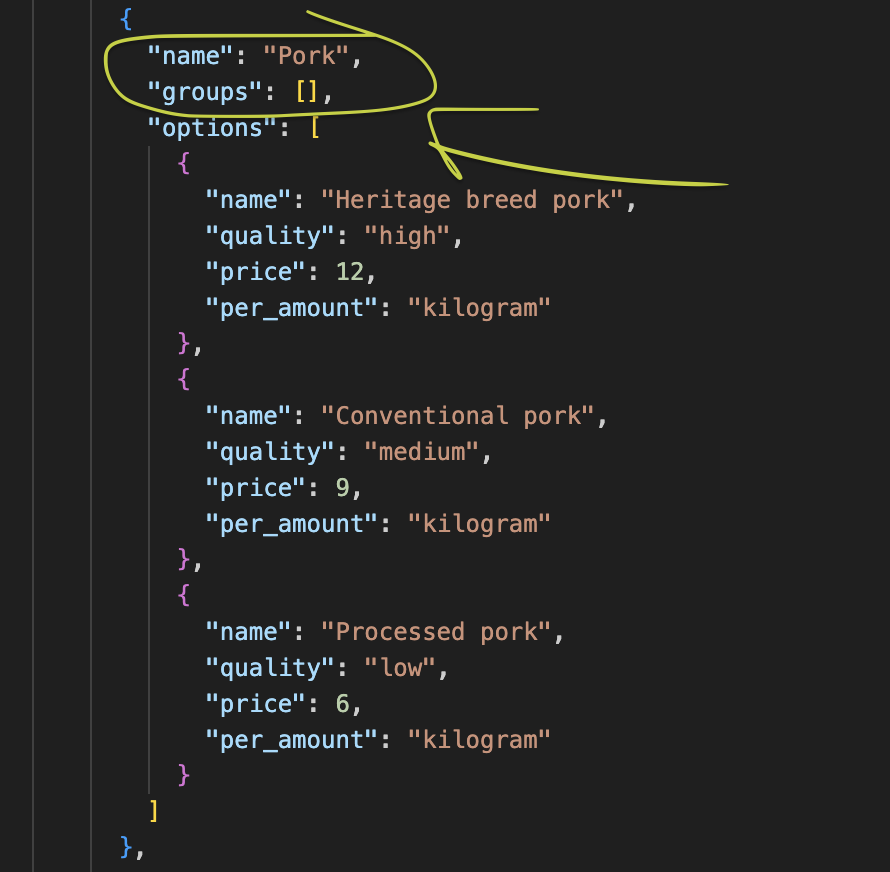 {
"name": "Pork",
"groups": [],
"options": [
{
"name": "Heritage breed pork",
"quality": "high",
"price": 12,
"per_amount": "kilogram"
},
{
"name": "Conventional pork",
"quality": "medium",
"price": 9,
"per_amount": "kilogram"
},
{
"name": "Processed pork",
"quality": "low",
"price": 6,
"per_amount": "kilogram"
}
]
},